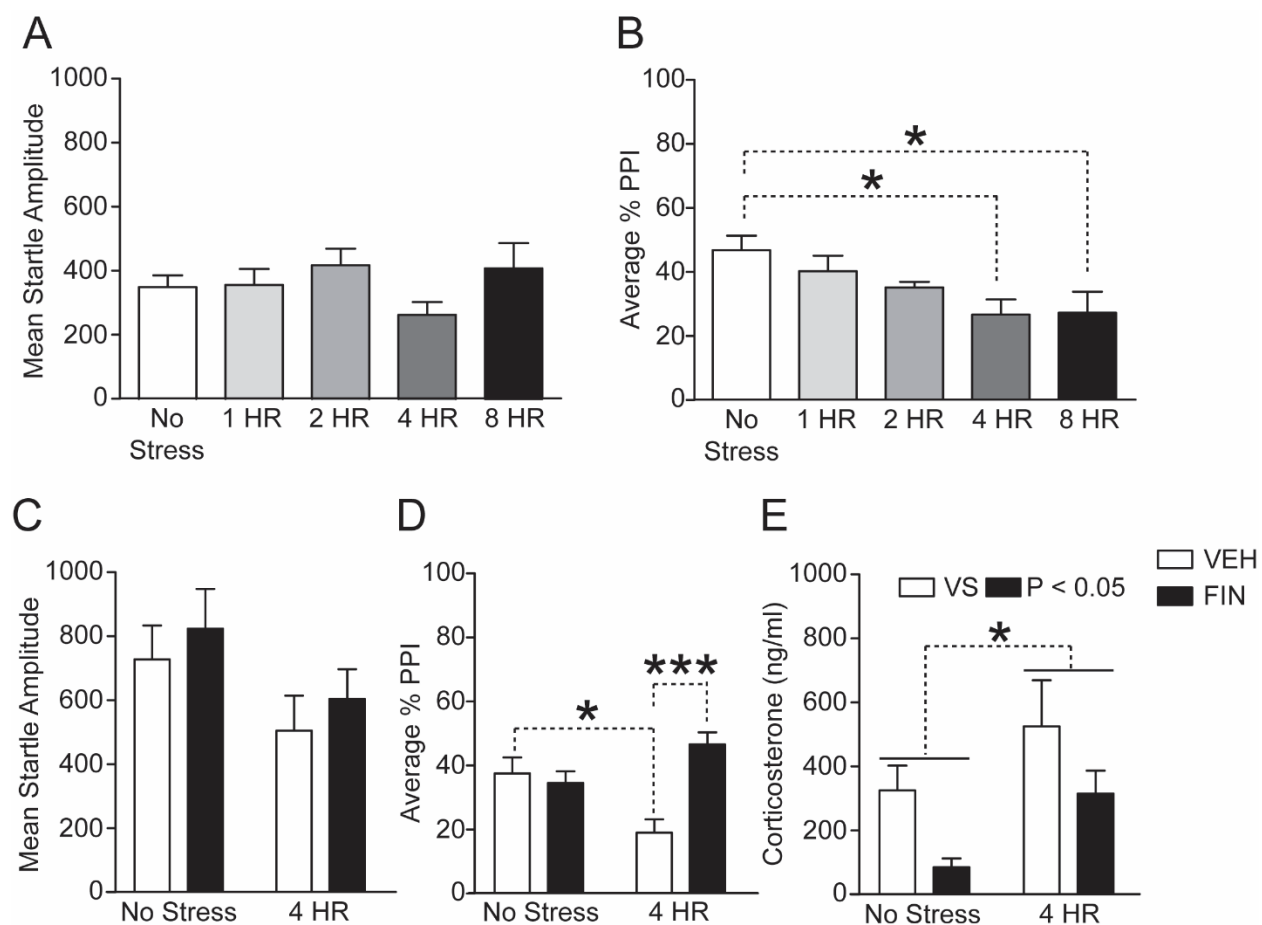 A
Mean Startle Amplitude
1000
800
600
400
200
0
No Stress
1 HR
2 HR
4 HR
8 HR
B
Average % PPI
100
80
60
40
20
0
*
*
No Stress
1 HR
2 HR
4 HR
8 HR
C
Mean Startle Amplitude
1000
800
600
400
200
0
No Stress
4 HR
D
Average % PPI
100
80
60
40
20
0
*
***
No Stress
4 HR
E
Corticosterone (ng/ml)
1000
800
600
400
200
0
VS P < 0.05
*
No Stress
4 HR
VEH
FIN